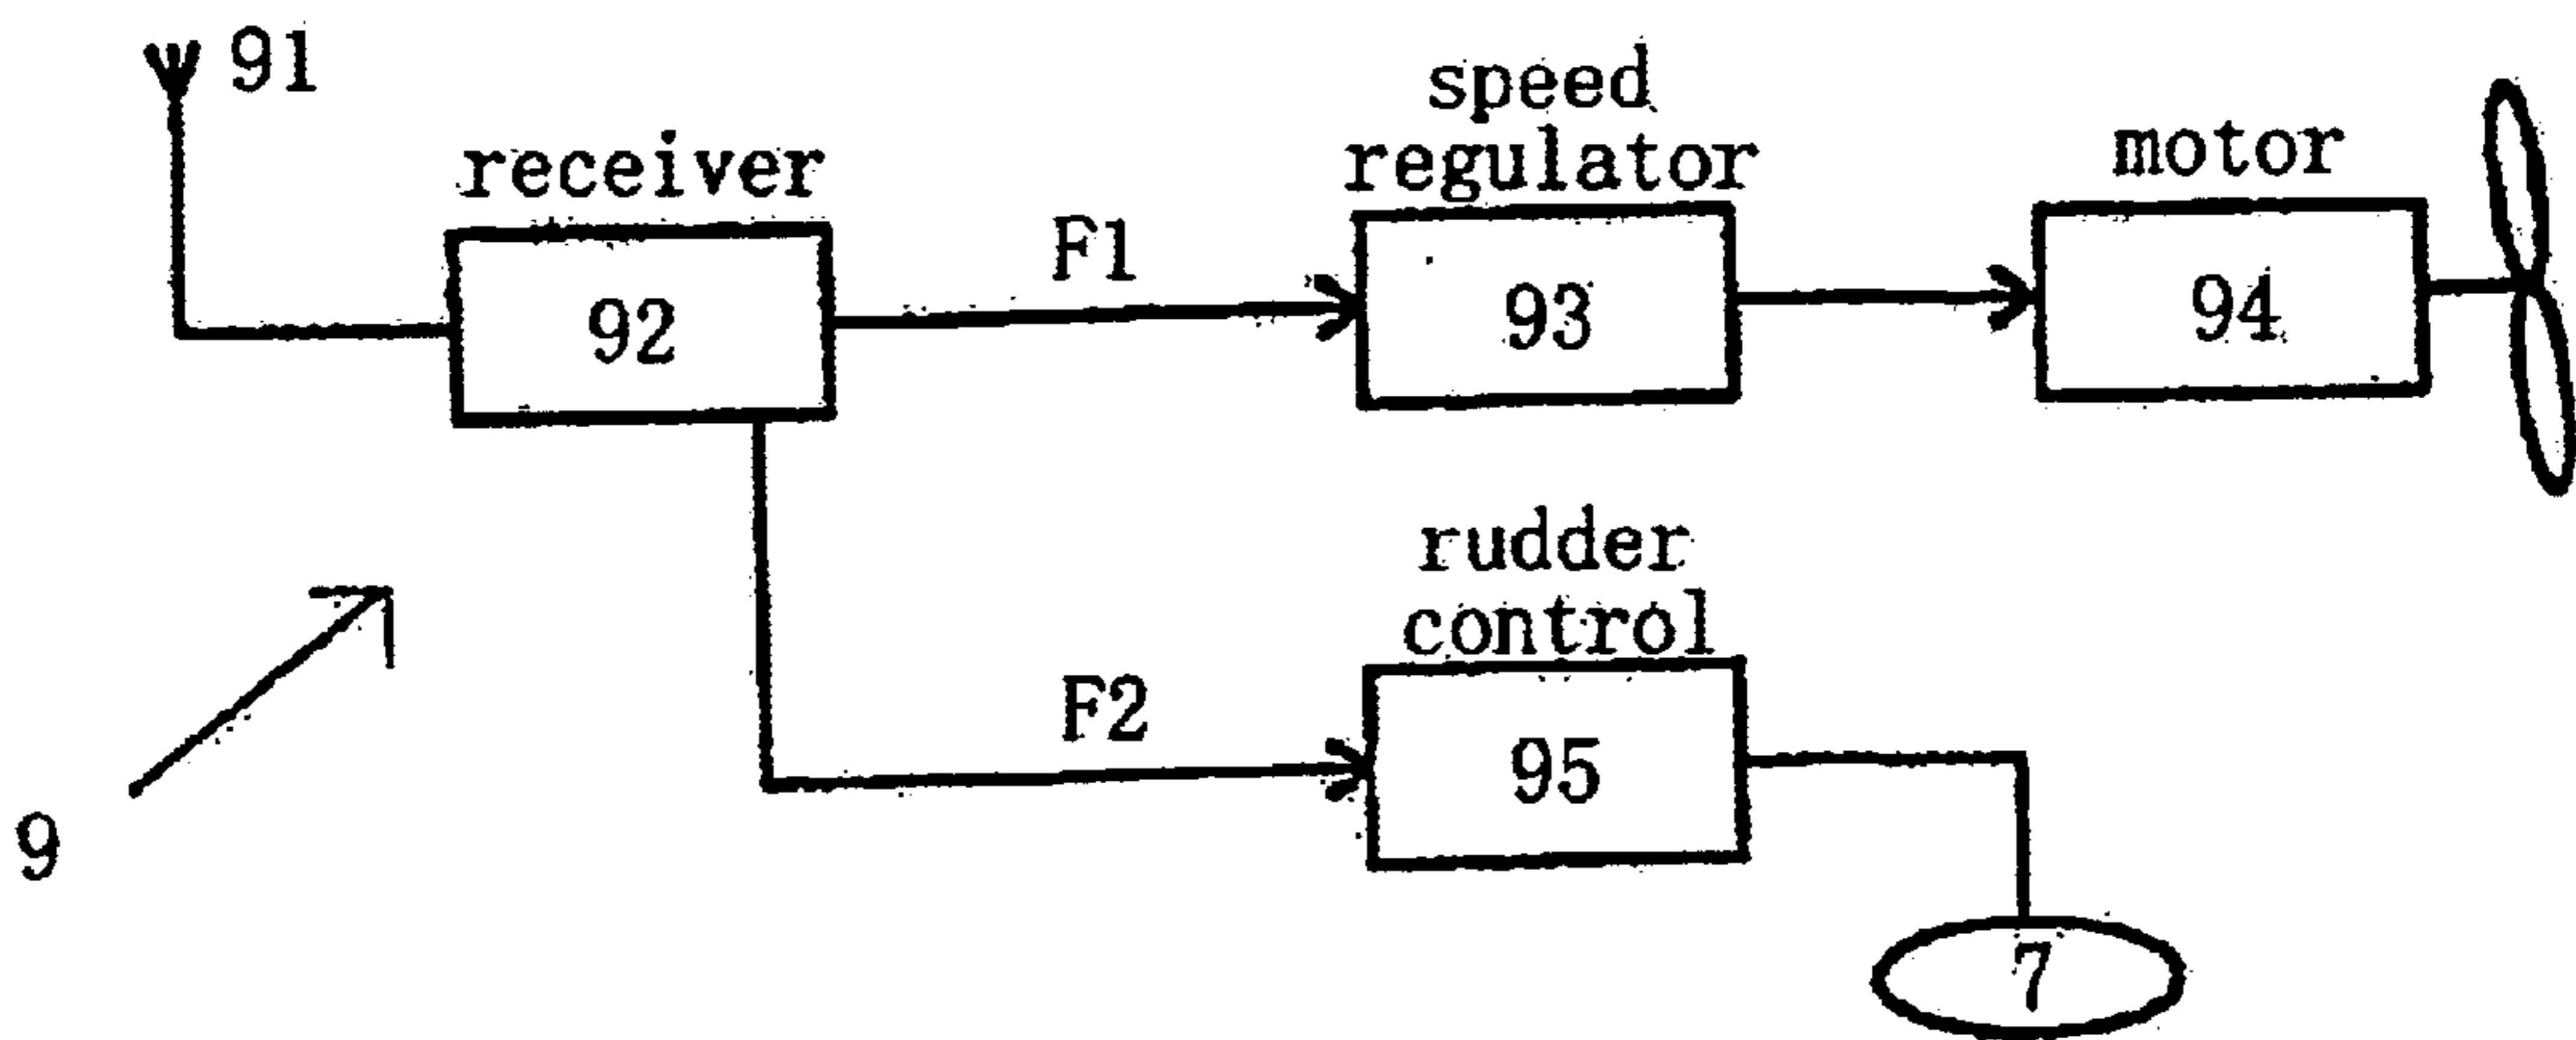 91
receiver
92
F1
speed
regulator
93
motor
94
rudder
control
F2
95
9
7